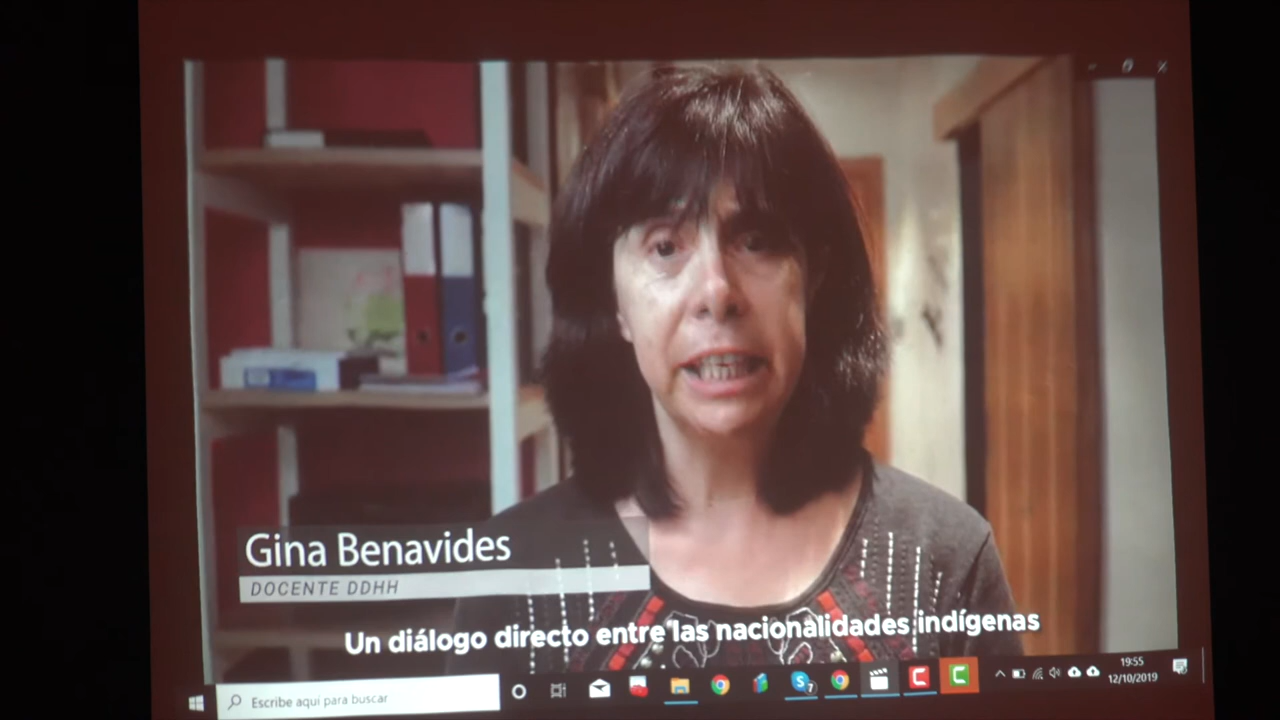 Gina Benavides
DOCENTE DDHH
Un diálogo directo entre las nacionalidades indígenas
Escribe aquí para buscar
7
19:55
12/10/2019